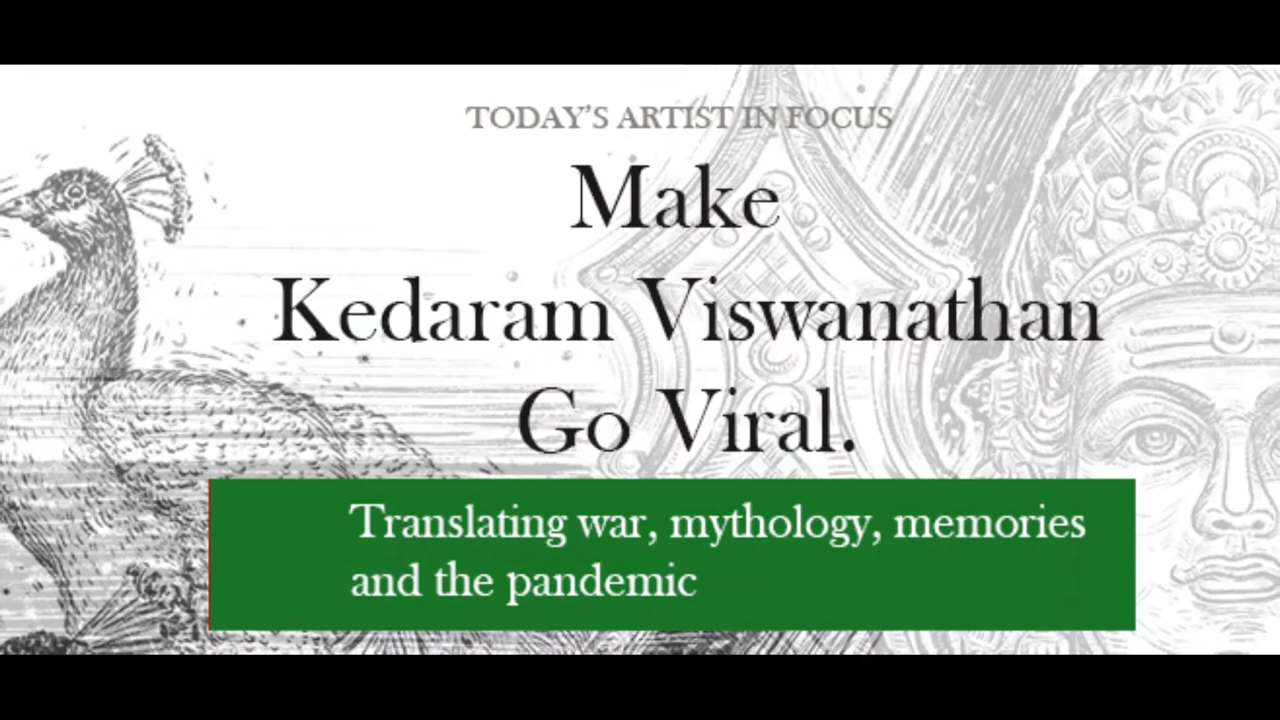 TODAY'S ARTIST IN FOCUS
Make
Kedaram Viswanathan
Go Viral.
Translating war, mythology, memories
and the pandemic